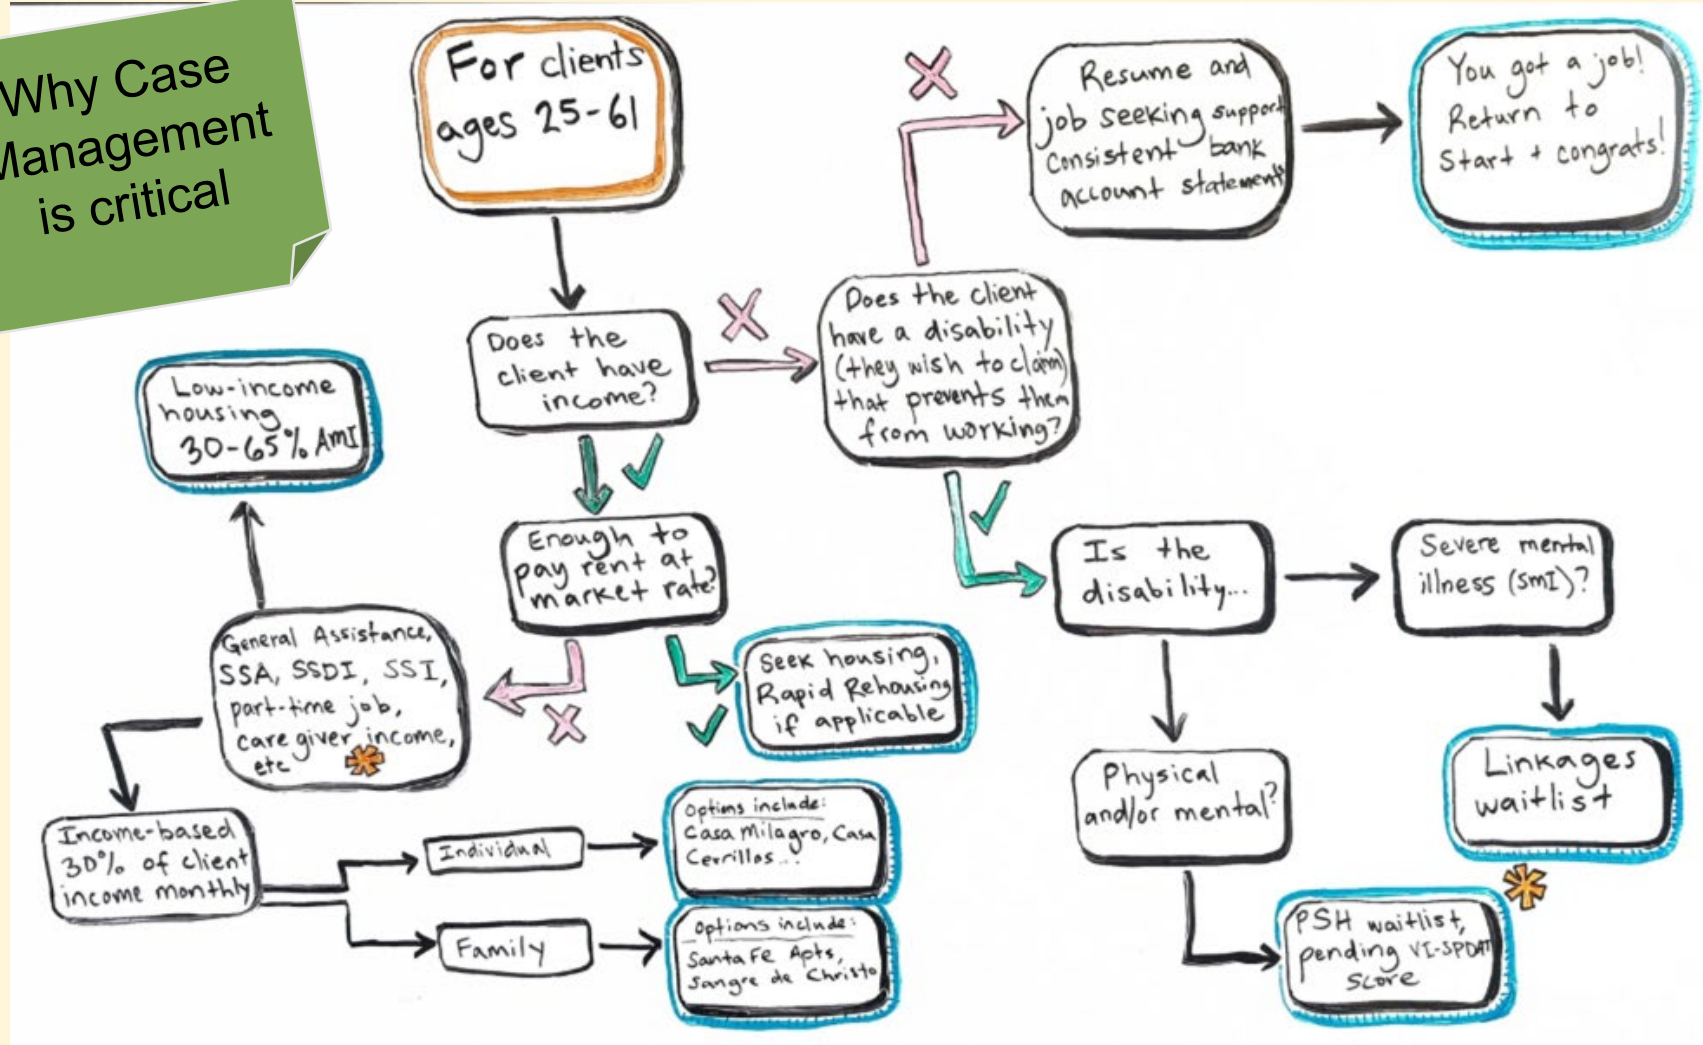 Why Case
Management
is critical
For clients
ages 25-61
Does the
client have
income?
Does the client
have a disability
(they wish to claim)
that prevents them
from working?
Resume and
job seeking support
consistent bank
account statements
You got a job!
Return to
Start + congrats!
Enough to
pay rent at
market rate?
Seek housing,
Rapid Rehousing
if applicable
General Assistance,
SSA, SSDI, SSI,
part-time job,
care giver income,
etc
Low-income
housing
30-65% AmI
Income-based
30% of client
income monthly
Individual
Options include:
Casa Milagro, Casa
Cerrillos...
Family
Options include:
Santa Fe Apts,
Sangre de Christo
Is the
disability...
Severe mental
illness (SmI)?
Linkages
waitlist
Physical
and/or mental?
PSH waitlist,
pending VI-SPDAT
score